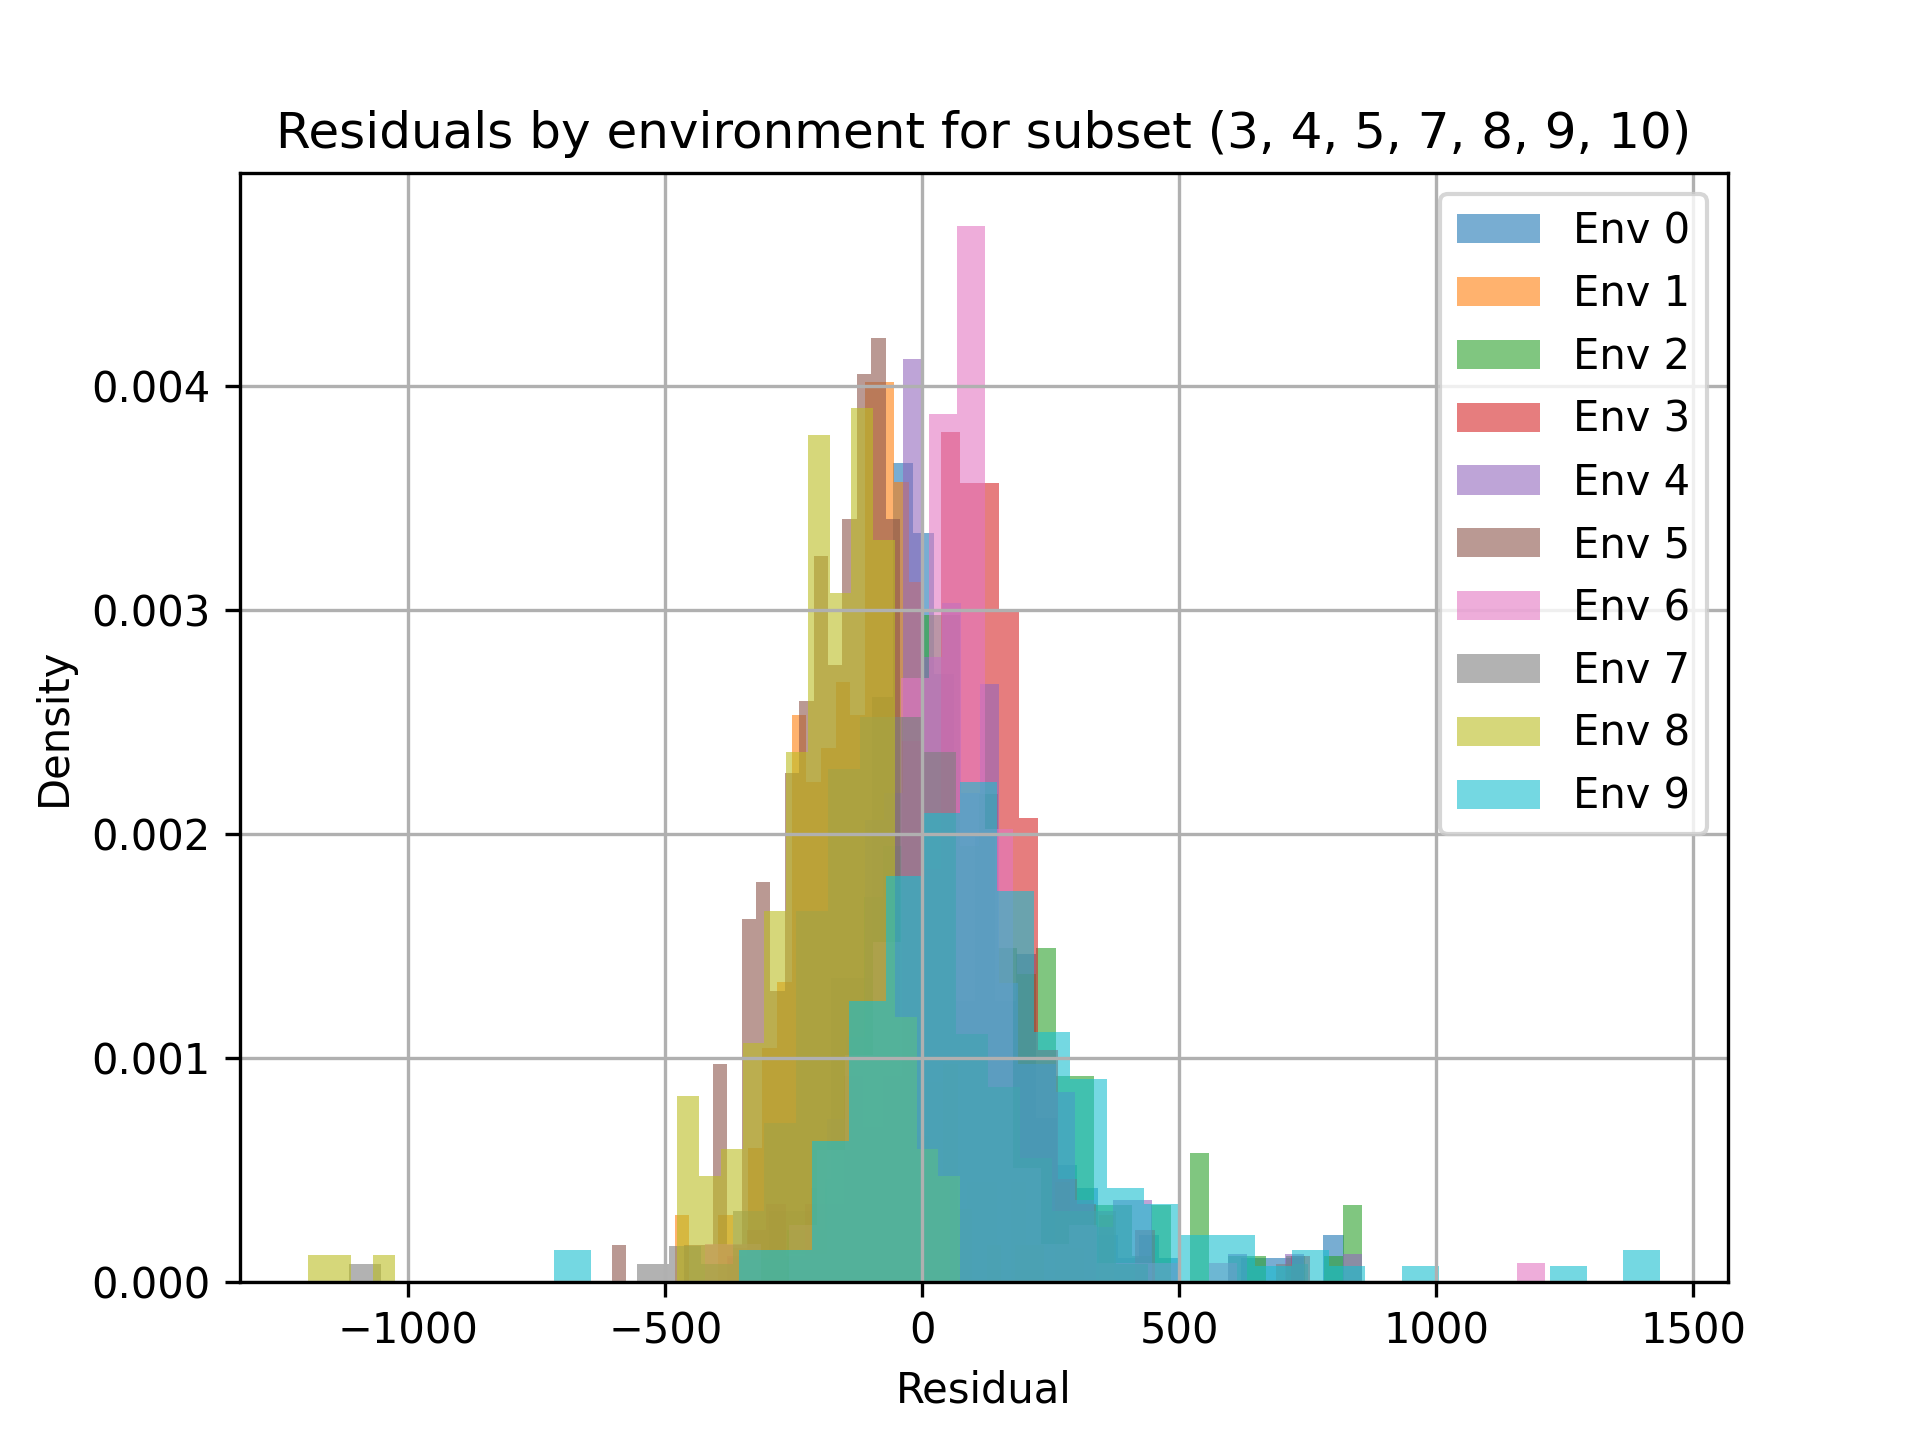 Residuals by environment for subset (3, 4, 5, 7, 8, 9, 10)
Env 0
Env 1
Env 2
Env 3
Env 4
Env 5
Env 6
Env 7
Env 8
Env 9
Density
0.004
0.003
0.002
0.001
0.000
−1000 −500 0 500 1000 1500
Residual